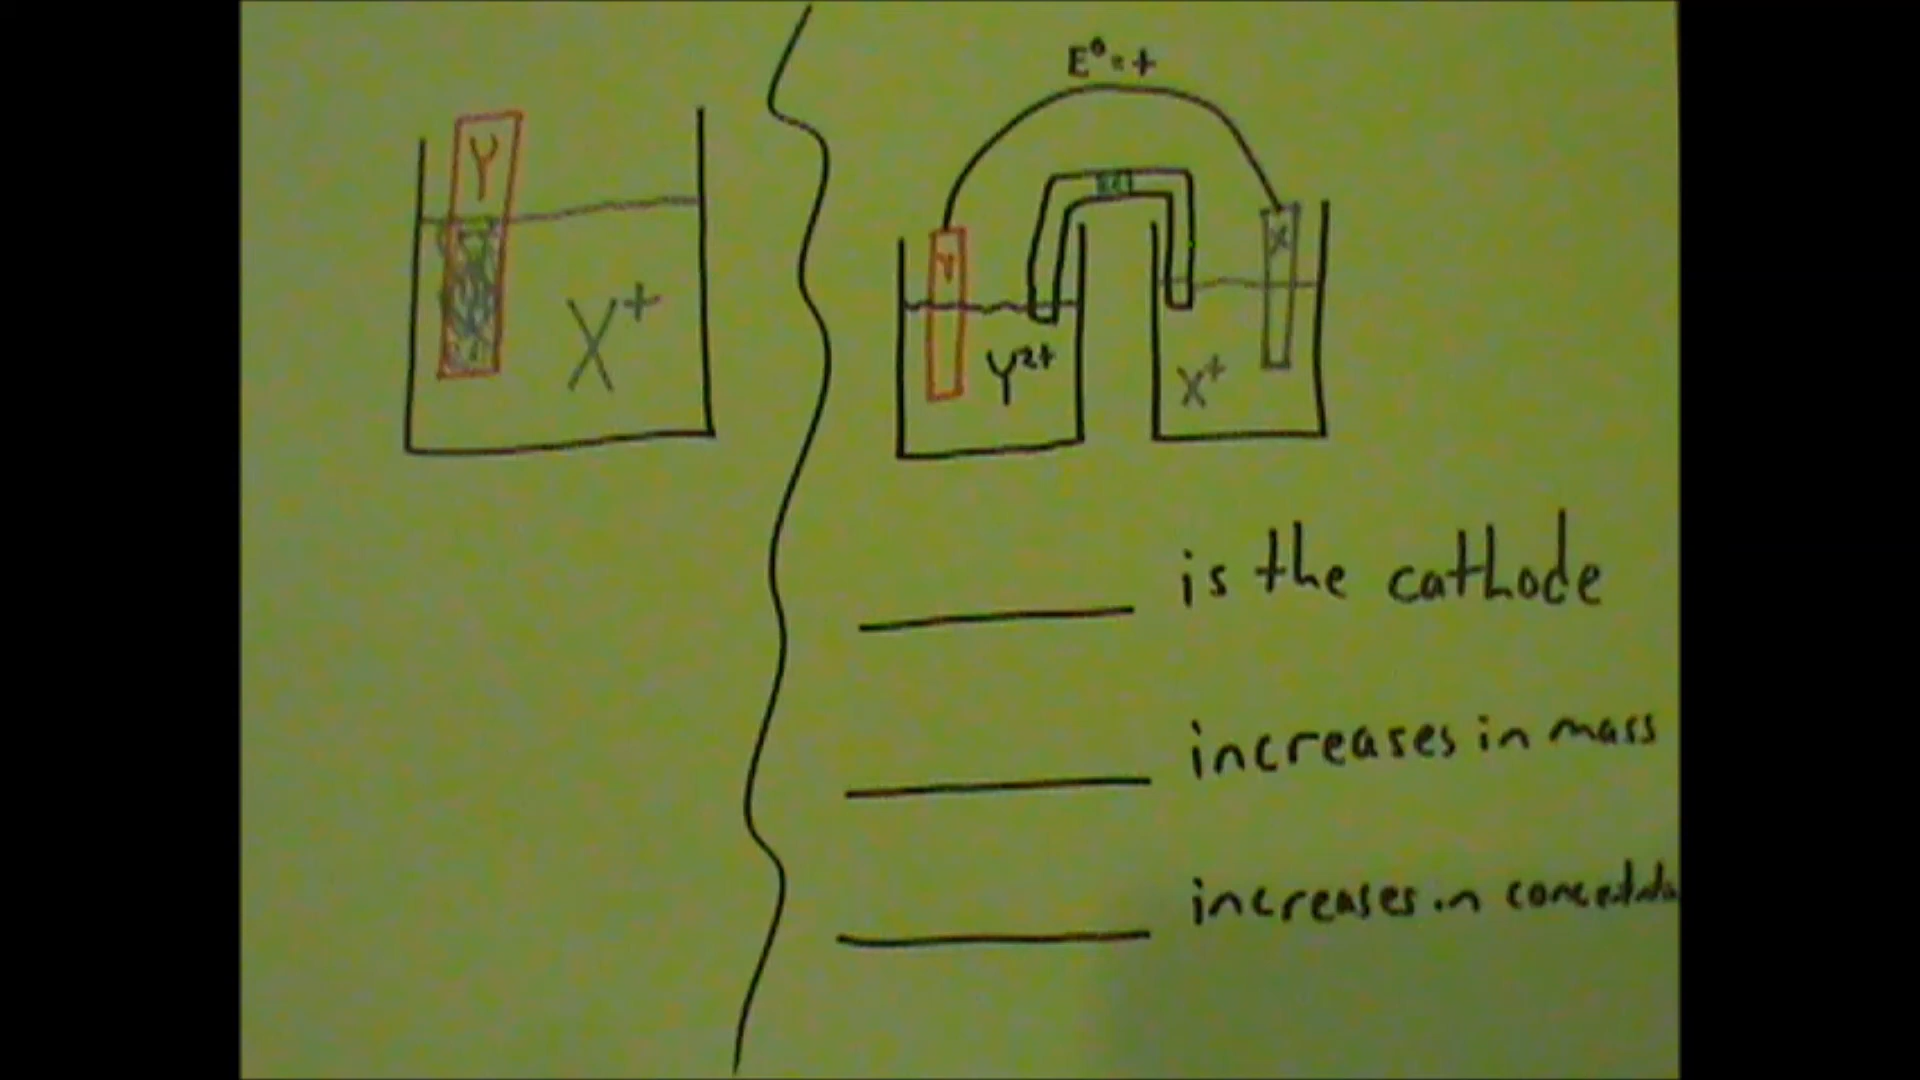 E° = +
Y
X⁺
Y
X
Y²⁺
X⁺
is the cathode
increases in mass
increases in